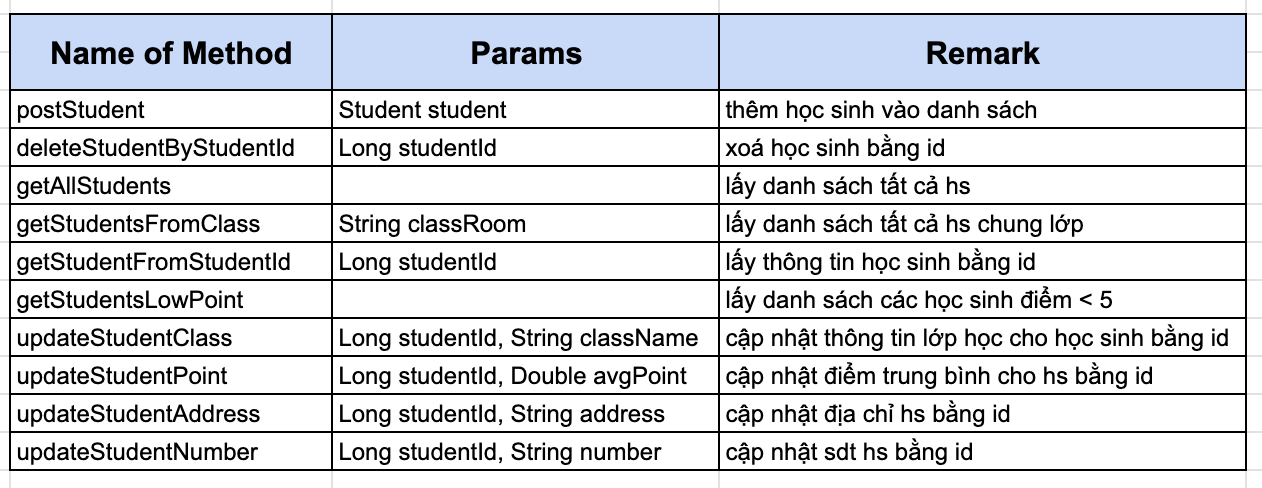 Name of Method Params Remark
postStudent Student student thêm học sinh vào danh sách
deleteStudentByStudentId Long studentId xoá học sinh bằng id
getAllStudents lấy danh sách tất cả hs
getStudentsFromClass String classRoom lấy danh sách tất cả hs chung lớp
getStudentFromStudentId Long studentId lấy thông tin học sinh bằng id
getStudentsLowPoint lấy danh sách các học sinh điểm < 5
updateStudentClass Long studentId, String className cập nhật thông tin lớp học cho học sinh bằng id
updateStudentPoint Long studentId, Double avgPoint cập nhật điểm trung bình cho hs bằng id
updateStudentAddress Long studentId, String address cập nhật địa chỉ hs bằng id
updateStudentNumber Long studentId, String number cập nhật sdt hs bằng id